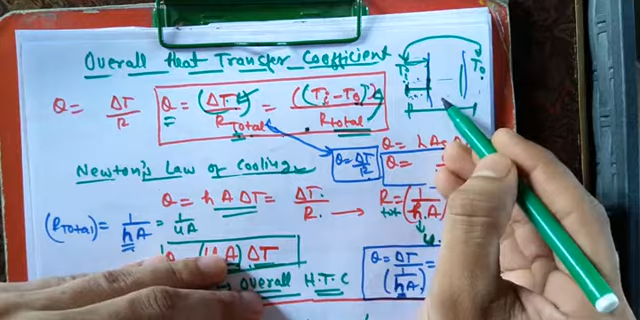 Overall Heat Transfer Coefficient
Q = ΔT/R
Q = (ΔT)/RTotal = (Ti - To)/Rtotal
Ti To
Q = ΔT/R
Q = hAs
Q =
Newton's Law of Cooling
Q = h A ΔT = ΔT/R. → R tot = (1/h.A)
(RTotal) = 1/hA = 1/UA
(UA) ΔT
Q = ΔT/(1/hA) =
Overall H.T.C